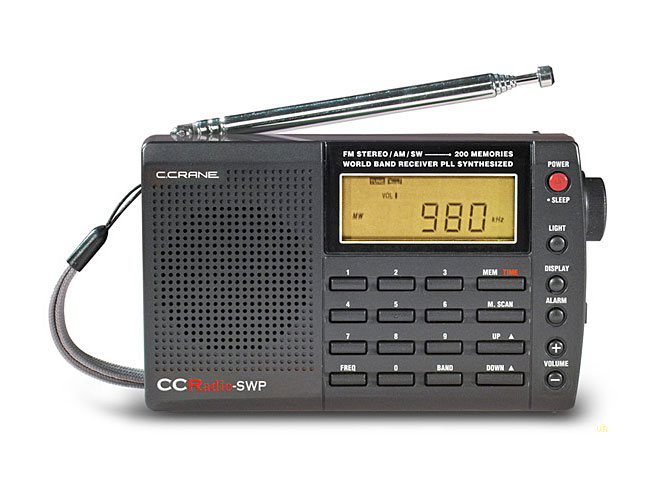 FM STEREO/AM/SW 200 MEMORIES
WORLD BAND RECEIVER PLL SYNTHESIZED
C.CRANE
POWER
VOL
MW 980 kHz
• SLEEP
LIGHT
1 2 3 MEM TIME
DISPLAY
4 5 6 M. SCAN
ALARM
7 8 9 UP ▲
+
VOLUME
FREQ 0 BAND DOWN ▲
−
CCRadio-SWP